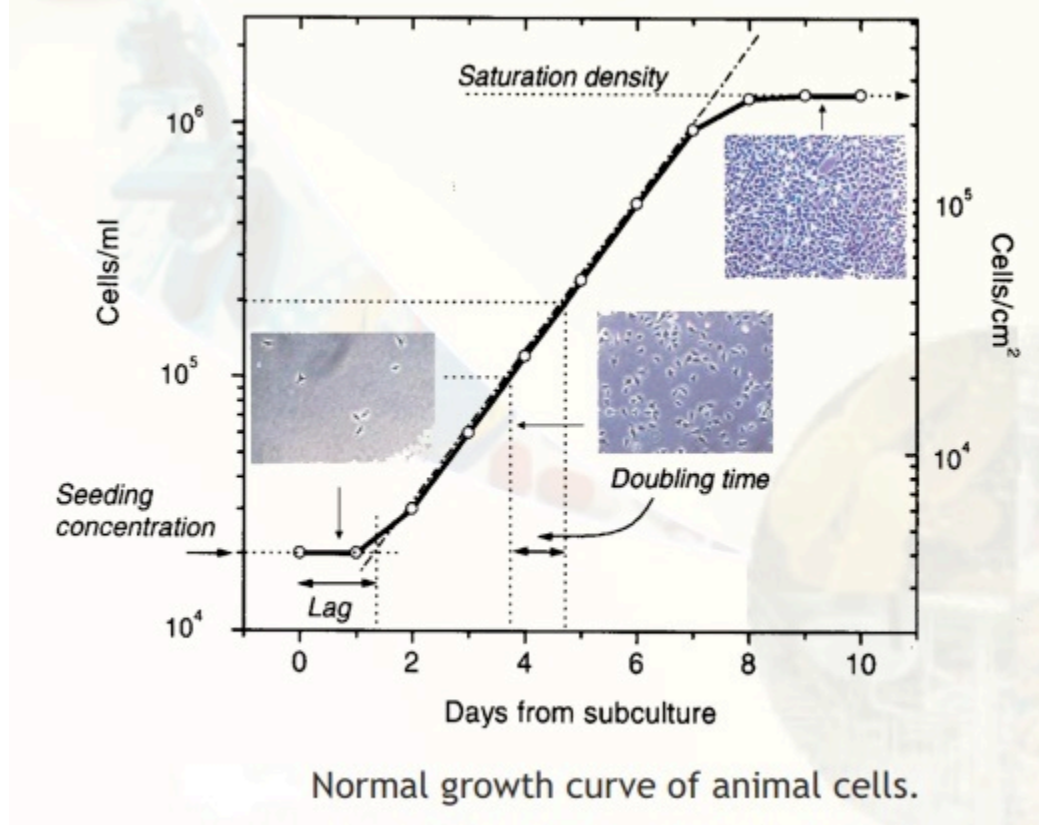 Saturation density
10⁶
10⁵
Cells/ml
Cells/cm²
10⁵
10⁴
Doubling time
Seeding
concentration
Lag
10⁴
0 2 4 6 8 10
Days from subculture
Normal growth curve of animal cells.